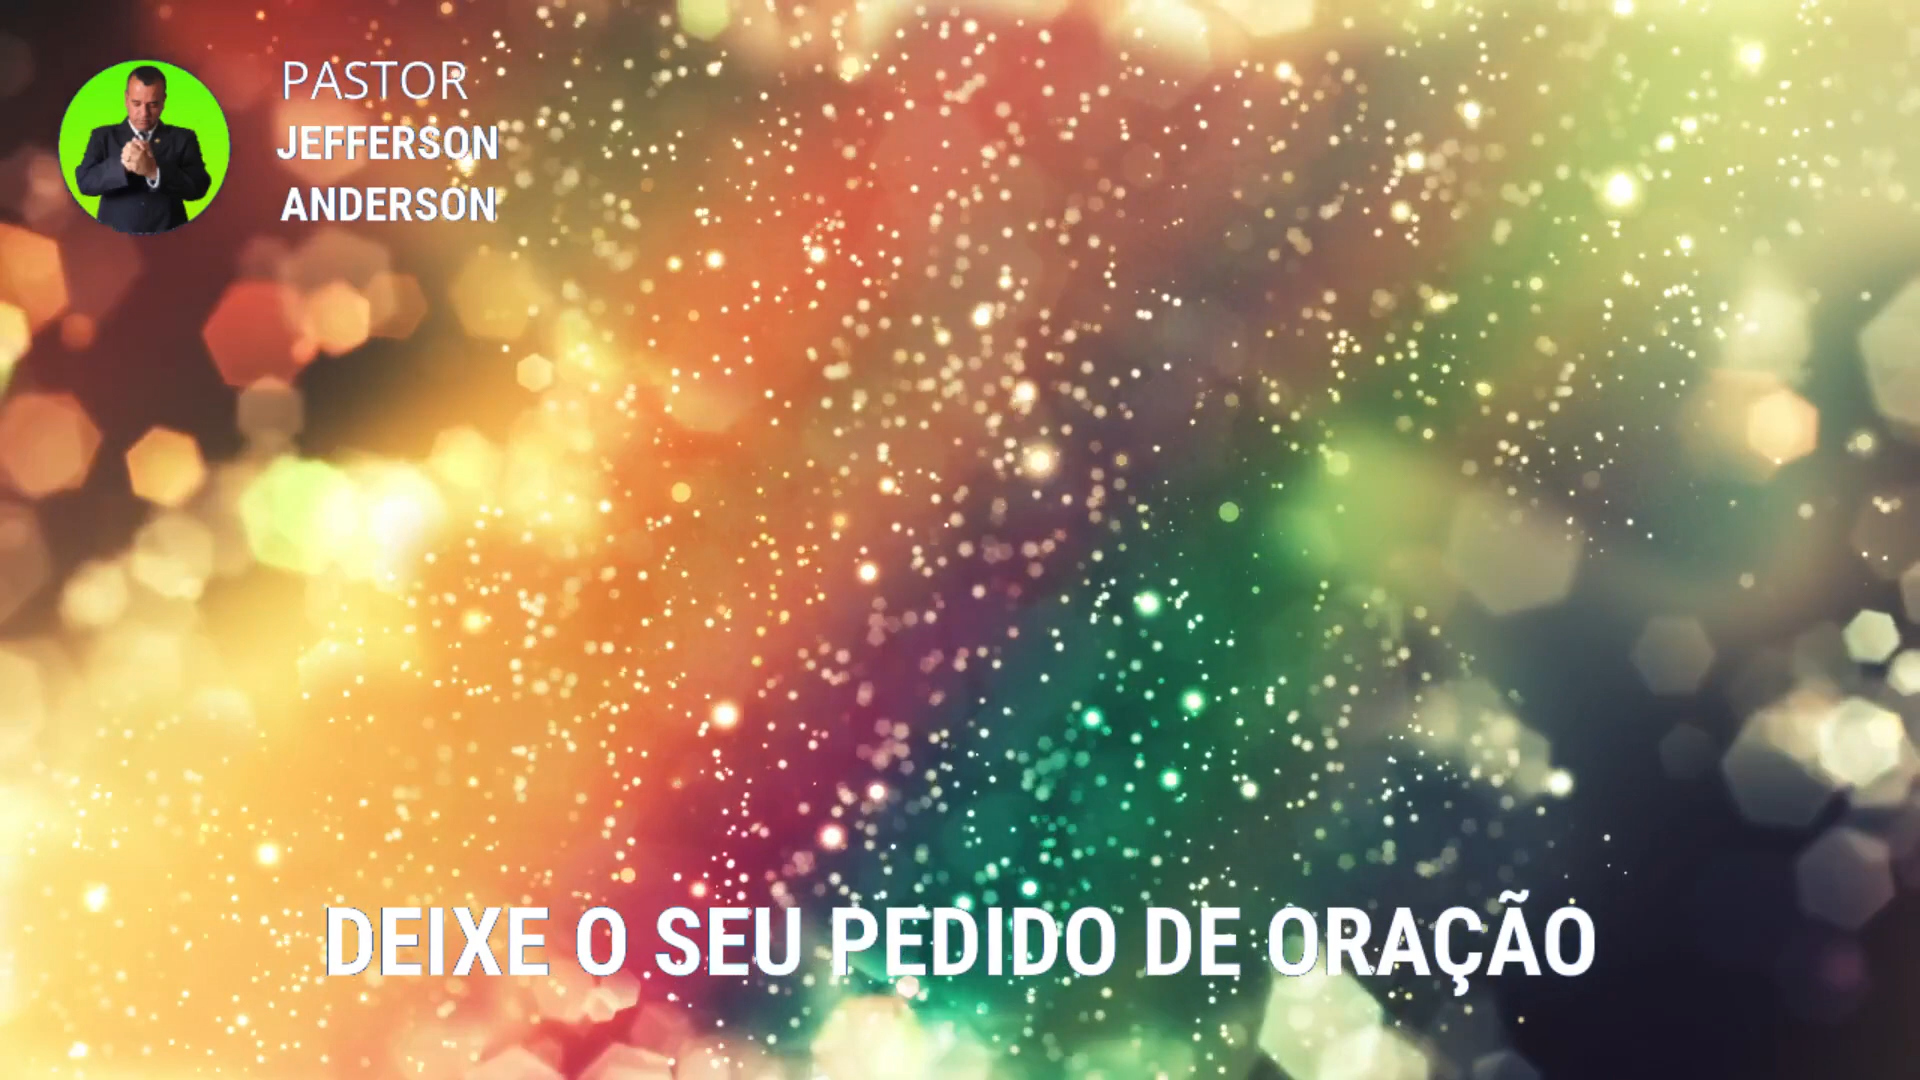 PASTOR
JEFFERSON
ANDERSON
DEIXE O SEU PEDIDO DE ORAÇÃO